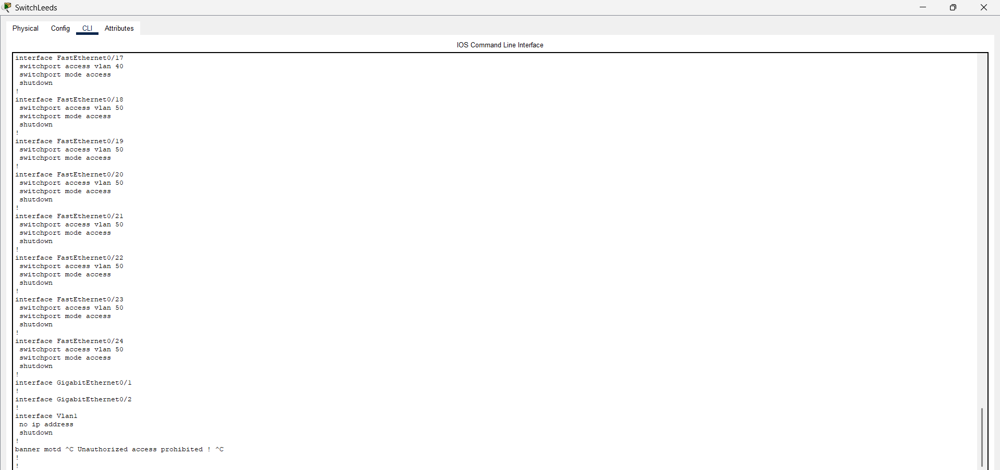 SwitchLeeds
Physical Config CLI Attributes
IOS Command Line Interface
interface FastEthernet0/17
 switchport access vlan 40
 switchport mode access
 shutdown
!
interface FastEthernet0/18
 switchport access vlan 50
 switchport mode access
 shutdown
!
interface FastEthernet0/19
 switchport access vlan 50
 switchport mode access
!
interface FastEthernet0/20
 switchport access vlan 50
 switchport mode access
 shutdown
!
interface FastEthernet0/21
 switchport access vlan 50
 switchport mode access
 shutdown
!
interface FastEthernet0/22
 switchport access vlan 50
 switchport mode access
 shutdown
!
interface FastEthernet0/23
 switchport access vlan 50
 switchport mode access
 shutdown
!
interface FastEthernet0/24
 switchport access vlan 50
 switchport mode access
 shutdown
!
interface GigabitEthernet0/1
!
interface GigabitEthernet0/2
!
interface Vlan1
 no ip address
 shutdown
!
banner motd ^C Unauthorized access prohibited ! ^C
!
!